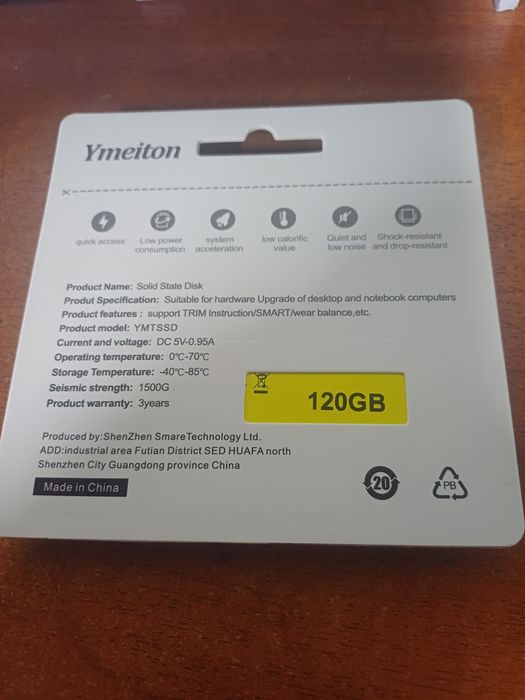 Ymeiton
quick access
Low power
consumption
system
acceleration
low calorific
value
Quiet and
low noise
Shock-resistant
and drop-resistant
Product Name: Solid State Disk
Produt Specification: Suitable for hardware Upgrade of desktop and notebook computers
Product features : support TRIM Instruction/SMART/wear balance,etc.
Product model: YMTSSD
Current and voltage: DC 5V-0.95A
Operating temperature: 0℃-70℃
Storage Temperature: -40℃-85℃
Seismic strength: 1500G
Product warranty: 3years
120GB
Produced by:ShenZhen SmareTechnology Ltd.
ADD:industrial area Futian District SED HUAFA north
Shenzhen City Guangdong province China
Made in China
20
PB